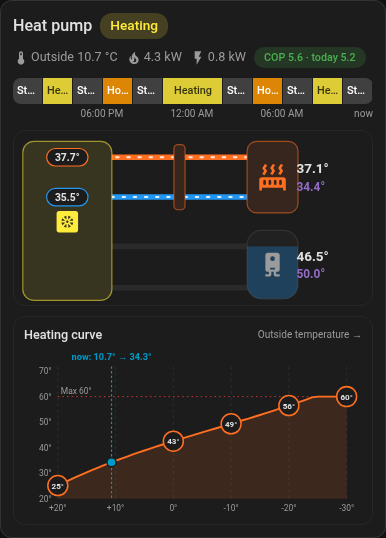 Heat pump Heating
Outside 10.7 °C 4.3 kW 0.8 kW COP 5.6 · today 5.2
St... He... St... Ho... St... Heating St... Ho... St... He... St...
06:00 PM 12:00 AM 06:00 AM now
37.7°
37.1°
34.4°
35.5°
46.5°
50.0°
Heating curve Outside temperature →
now: 10.7° → 34.3°
70°
Max 60°
60° 60°
56°
50° 49°
43°
40°
30°
25°
20°
+20° +10° 0° -10° -20° -30°